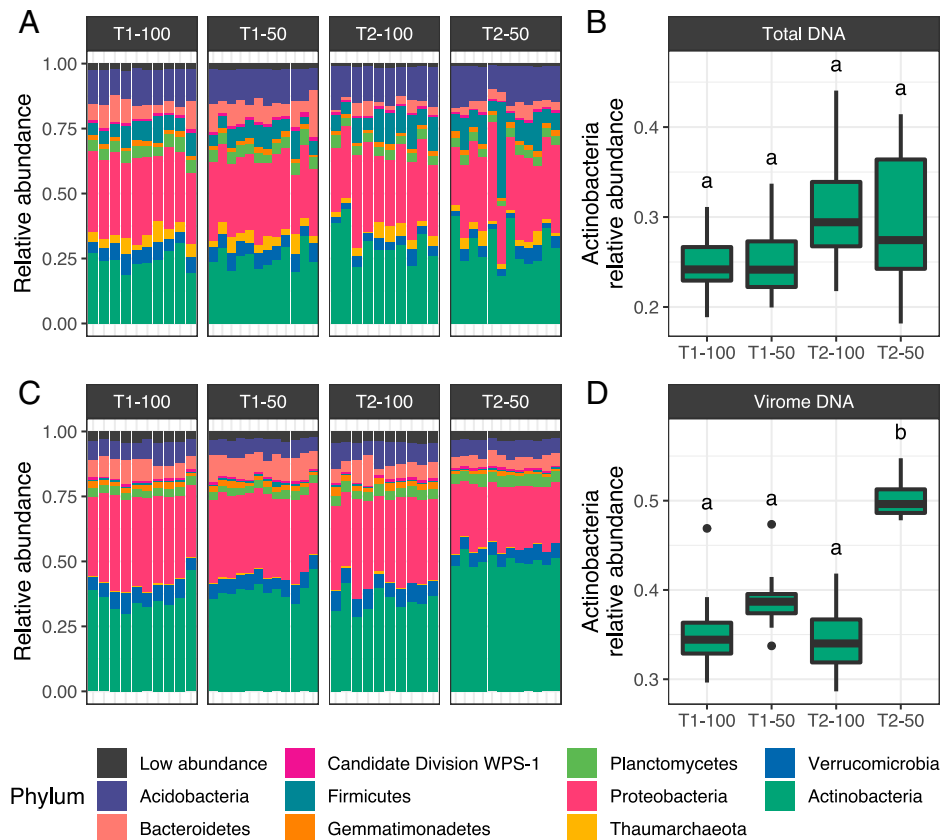 A
T1-100
T1-50
T2-100
T2-50
Relative abundance
1.00
0.75
0.50
0.25
0.00
B
Total DNA
Actinobacteria
relative abundance
0.4
0.3
0.2
a
a
a
a
T1-100
T1-50
T2-100
T2-50
C
T1-100
T1-50
T2-100
T2-50
Relative abundance
1.00
0.75
0.50
0.25
0.00
D
Virome DNA
Actinobacteria
relative abundance
0.5
0.4
0.3
a
a
a
b
T1-100
T1-50
T2-100
T2-50
Phylum
Low abundance
Acidobacteria
Bacteroidetes
Candidate Division WPS-1
Firmicutes
Gemmatimonadetes
Planctomycetes
Proteobacteria
Thaumarchaeota
Verrucomicrobia
Actinobacteria